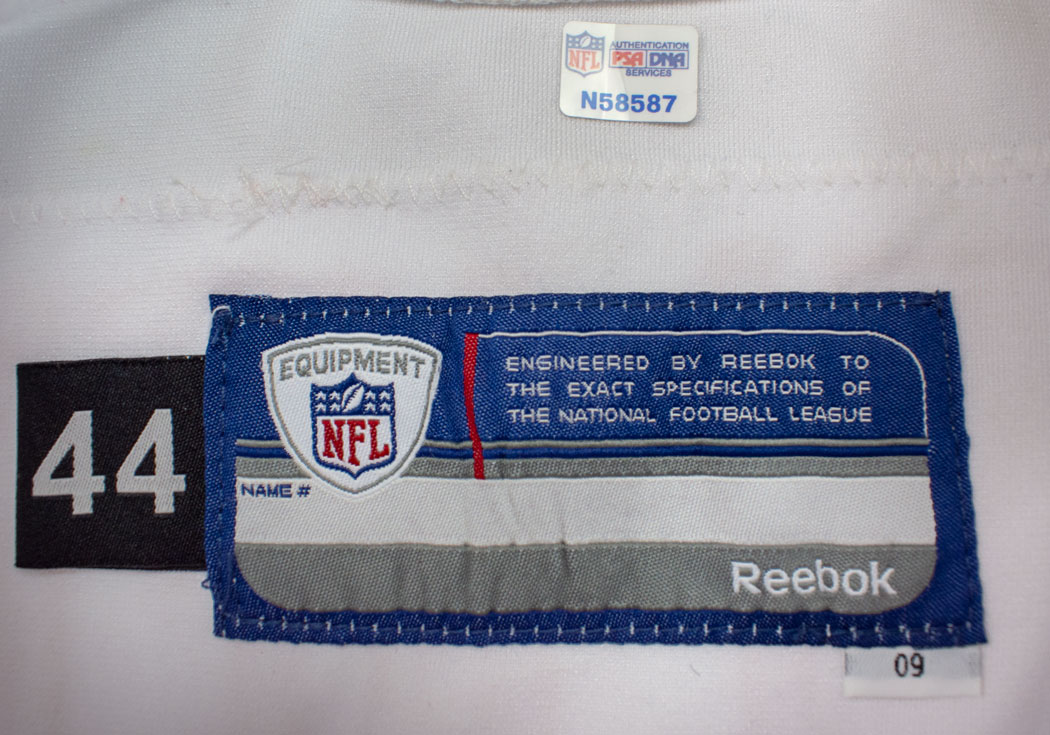 NFL
AUTHENTICATION
PSA DNA
SERVICES
N58587
EQUIPMENT
NFL
ENGINEERED BY REEBOK TO
THE EXACT SPECIFICATIONS OF
THE NATIONAL FOOTBALL LEAGUE
44
NAME #
Reebok
09